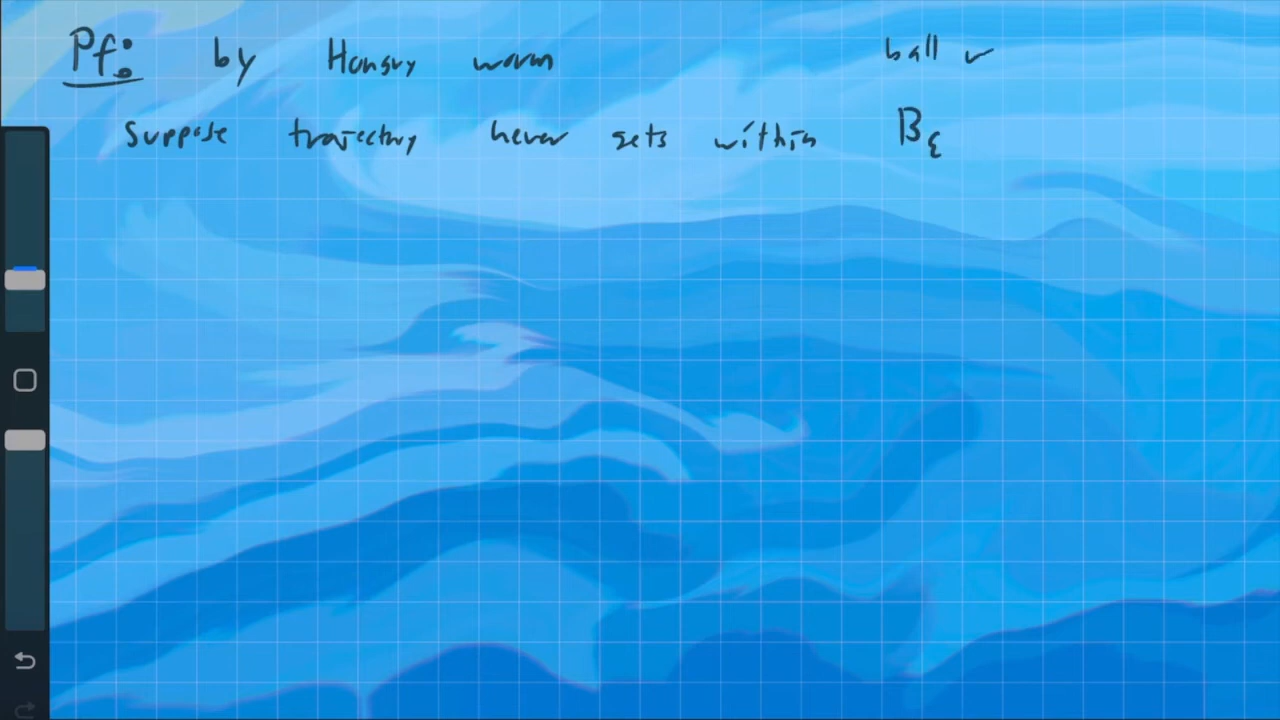 Pf: by Hungry worm ball
Suppose trajectory never gets within Bε